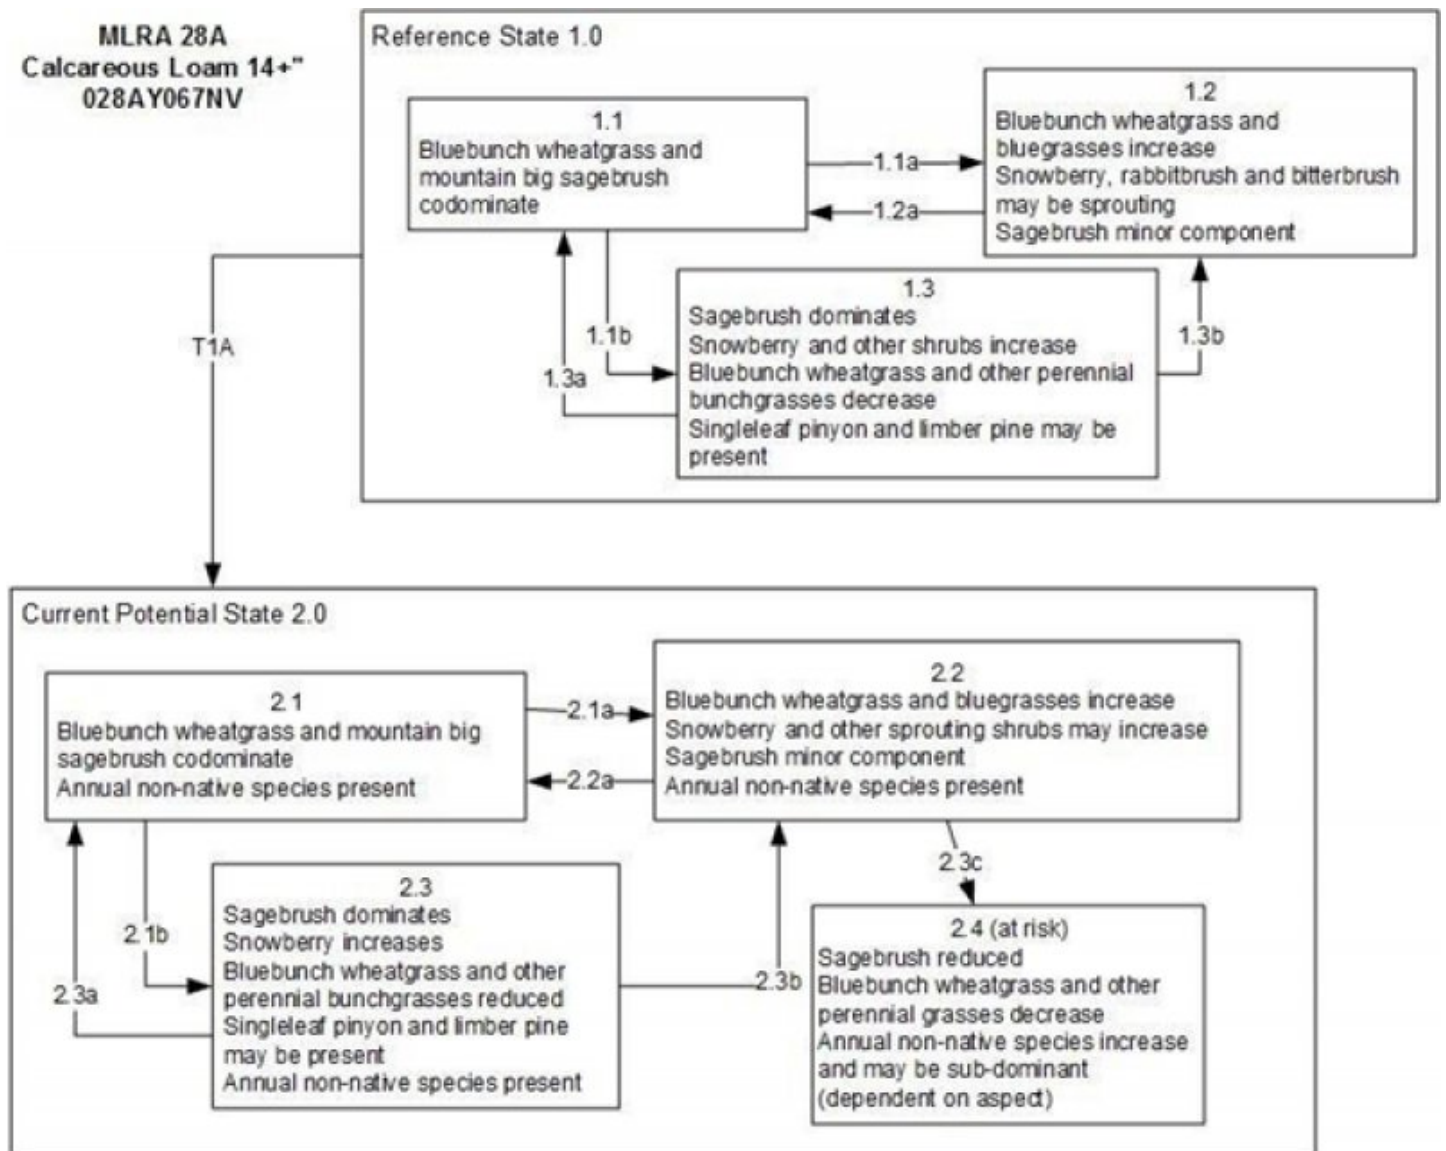 MLRA 28A
Calcareous Loam 14+"
028AY067NV
Reference State 1.0
1.1
Bluebunch wheatgrass and
mountain big sagebrush
codominate
1.1a
1.2a
1.2
Bluebunch wheatgrass and
bluegrasses increase
Snowberry, rabbitbrush and bitterbrush
may be sprouting
Sagebrush minor component
1.1b
1.3a
1.3
Sagebrush dominates
Snowberry and other shrubs increase
Bluebunch wheatgrass and other perennial
bunchgrasses decrease
Singleleaf pinyon and limber pine may be
present
1.3b
T1A
Current Potential State 2.0
2.1
Bluebunch wheatgrass and mountain big
sagebrush codominate
Annual non-native species present
2.1a
2.2a
2.2
Bluebunch wheatgrass and bluegrasses increase
Snowberry and other sprouting shrubs may increase
Sagebrush minor component
Annual non-native species present
2.1b
2.3a
2.3
Sagebrush dominates
Snowberry increases
Bluebunch wheatgrass and other
perennial bunchgrasses reduced
Singleleaf pinyon and limber pine
may be present
Annual non-native species present
2.3b
2.3c
2.4 (at risk)
Sagebrush reduced
Bluebunch wheatgrass and other
perennial grasses decrease
Annual non-native species increase
and may be sub-dominant
(dependent on aspect)